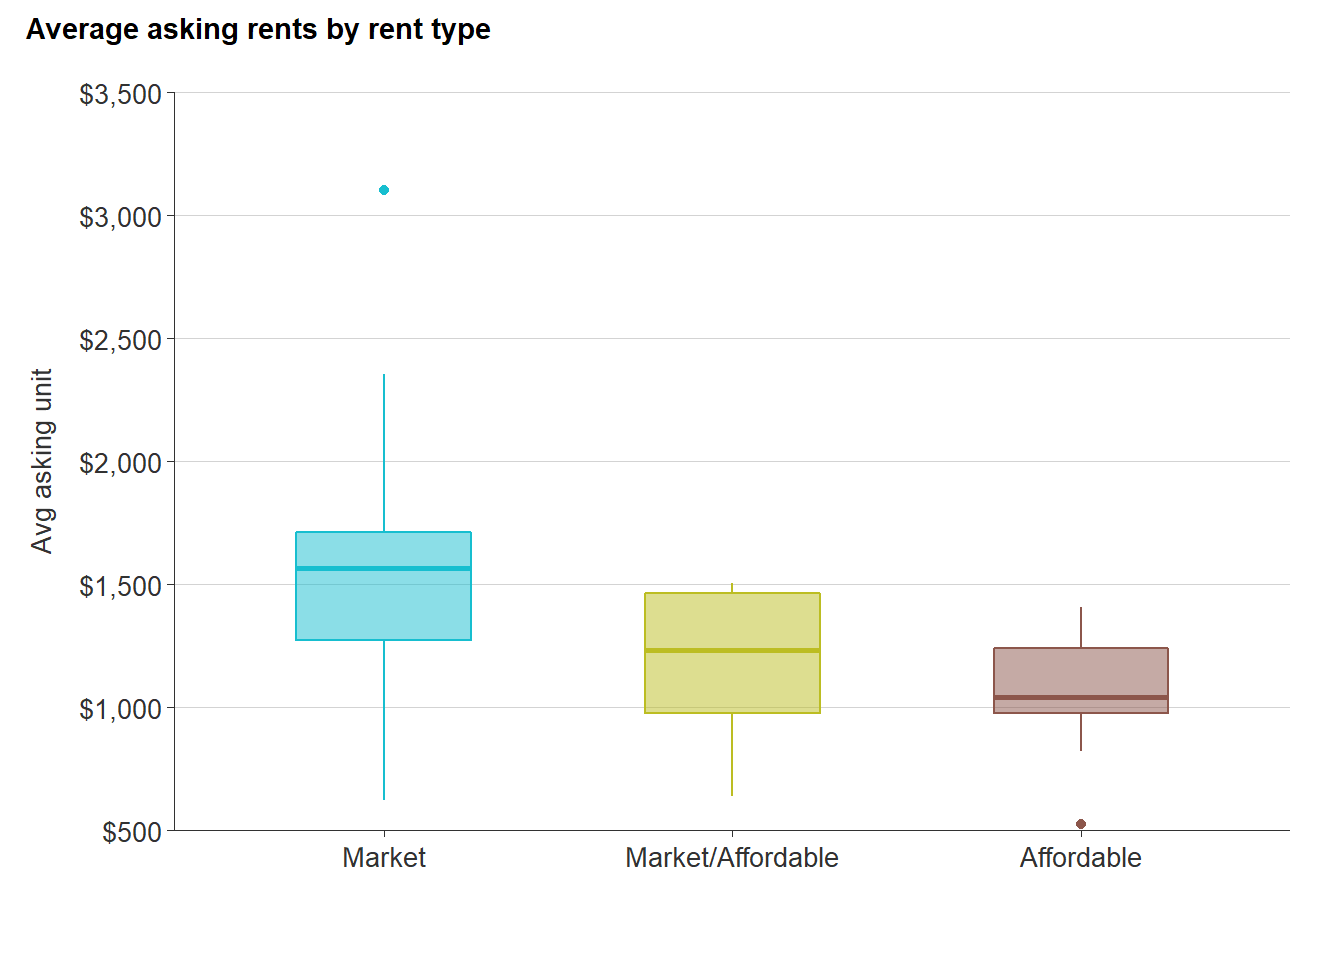 Average asking rents by rent type
$3,500
$3,000
$2,500
$2,000
$1,500
$1,000
$500
Avg asking unit
Market
Market/Affordable
Affordable